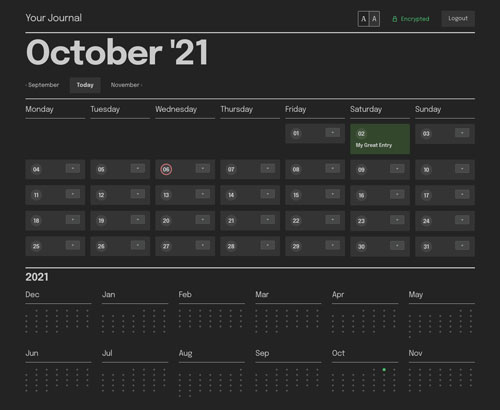 Your Journal
A A
Encrypted
Logout
October '21
‹ September
Today
November ›
Monday Tuesday Wednesday Thursday Friday Saturday Sunday
01 + 02 03 +
My Great Entry
04 + 05 + 06 + 07 + 08 + 09 + 10 +
11 + 12 + 13 + 14 + 15 + 16 + 17 +
18 + 19 + 20 + 21 + 22 + 23 + 24 +
25 + 26 + 27 + 28 + 29 + 30 + 31 +
2021
Dec Jan Feb Mar Apr May
Jun Jul Aug Sep Oct Nov